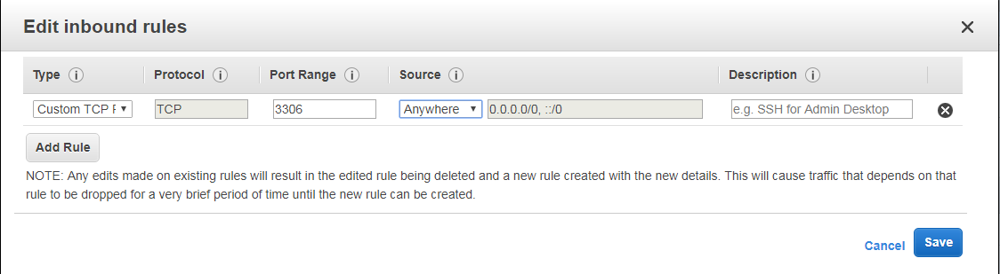 Edit inbound rules
Type Protocol Port Range Source Description
Custom TCP F TCP 3306 Anywhere 0.0.0.0/0, ::/0 e.g. SSH for Admin Desktop
Add Rule
NOTE: Any edits made on existing rules will result in the edited rule being deleted and a new rule created with the new details. This will cause traffic that depends on that
rule to be dropped for a very brief period of time until the new rule can be created.
Cancel Save